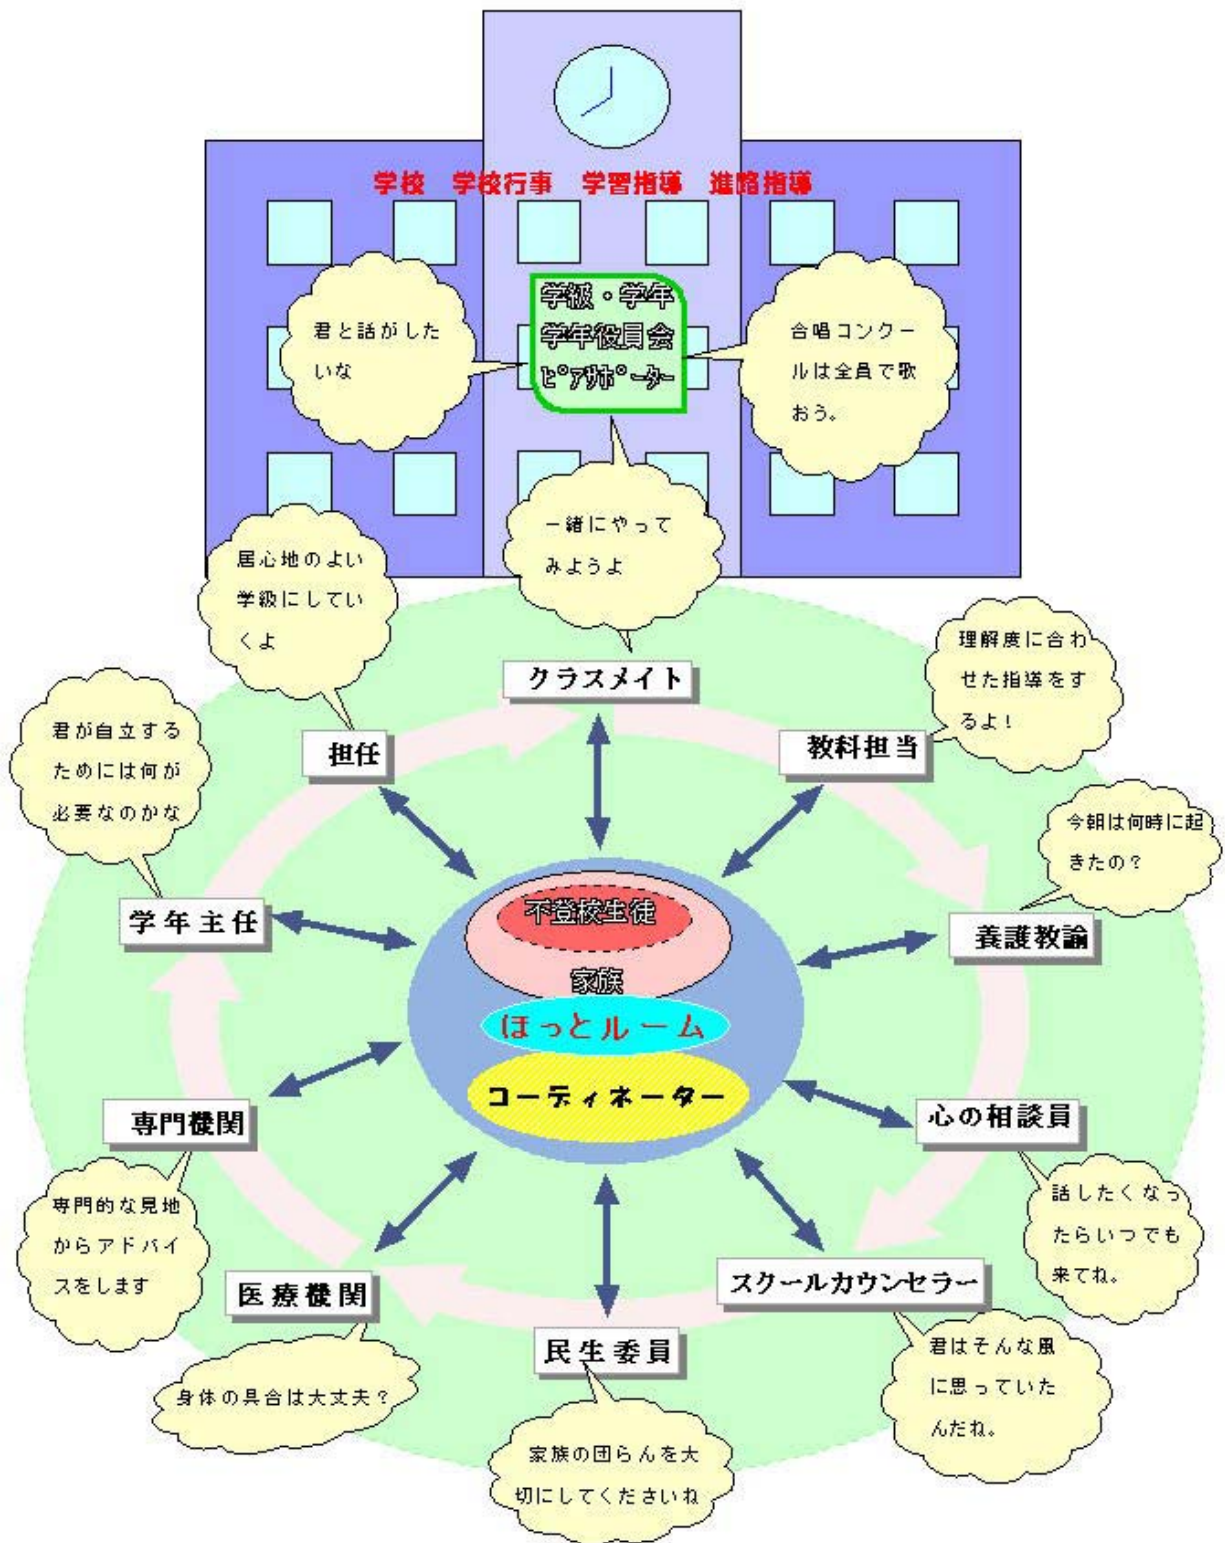 学校 学校行事 学習指導 進路指導
学級・学年
学年役員会
ピアサポーター
君と話がした
いな
合唱コンクー
ルは全員で歌
おう。
一緒にやって
みようよ
居心地のよい
学級にしてい
くよ
クラスメイト
理解度に合わ
せた指導をす
るよ！
担任
教科担当
君が自立する
ためには何が
必要なのかな
今朝は何時に起
きたの？
学年主任
養護教諭
不登校生徒
家族
ほっとルーム
コーディネーター
専門機関
心の相談員
専門的な見地
からアドバイ
スをします
話したくなっ
たらいつでも
来てね。
医療機関
スクールカウンセラー
民生委員
身体の具合は大丈夫？
君はそんな風
に思っていた
んだね。
家族の団らんを大
切にしてくださいね